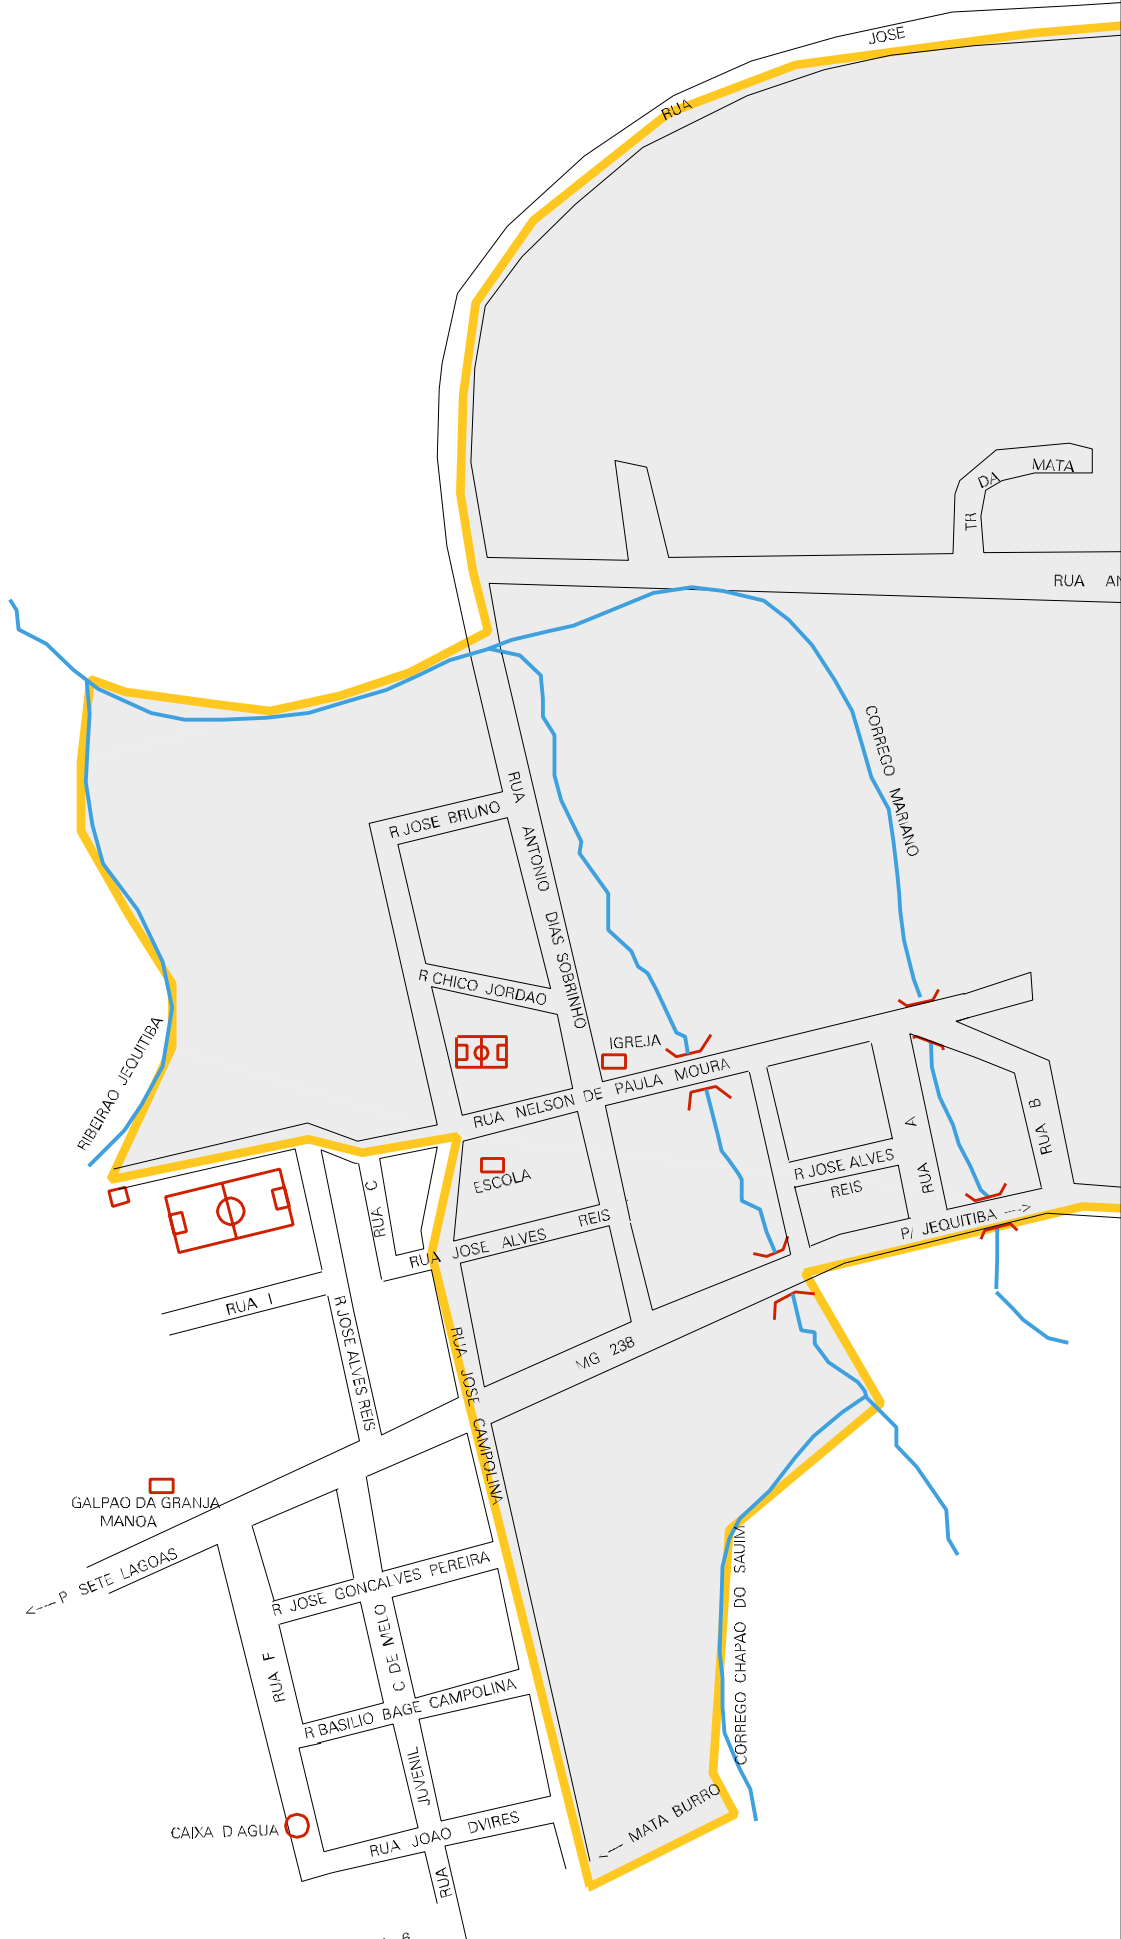 JOSE
RUA
MATA
DA
TR
RUA AN
CORREGO MARIANO
RUA ANTONIO DIAS SOBRINHO
R JOSE BRUNO
R CHICO JORDAO
RIBEIRAO JEQUITIBA
IGREJA
RUA NELSON DE PAULA MOURA
ESCOLA
R JOSE ALVES
REIS
RUA A
RUA B
RUA C
RUA JOSE ALVES REIS
P/ JEQUITIBA --->
RUA I
R JOSE ALVES REIS
MG 238
RUA JOSE CAMPOLINA
GALPAO DA GRANJA
MANOA
<--- P SETE LAGOAS
R JOSE GONCALVES PEREIRA
RUA F
C DE MELO
R BASILIO BAGE CAMPOLINA
JUVENIL
CORREGO CHAPAO DO SAUIM
<--- MATA BURRO
CAIXA D AGUA
RUA JOAO DVIRES
RUA
6